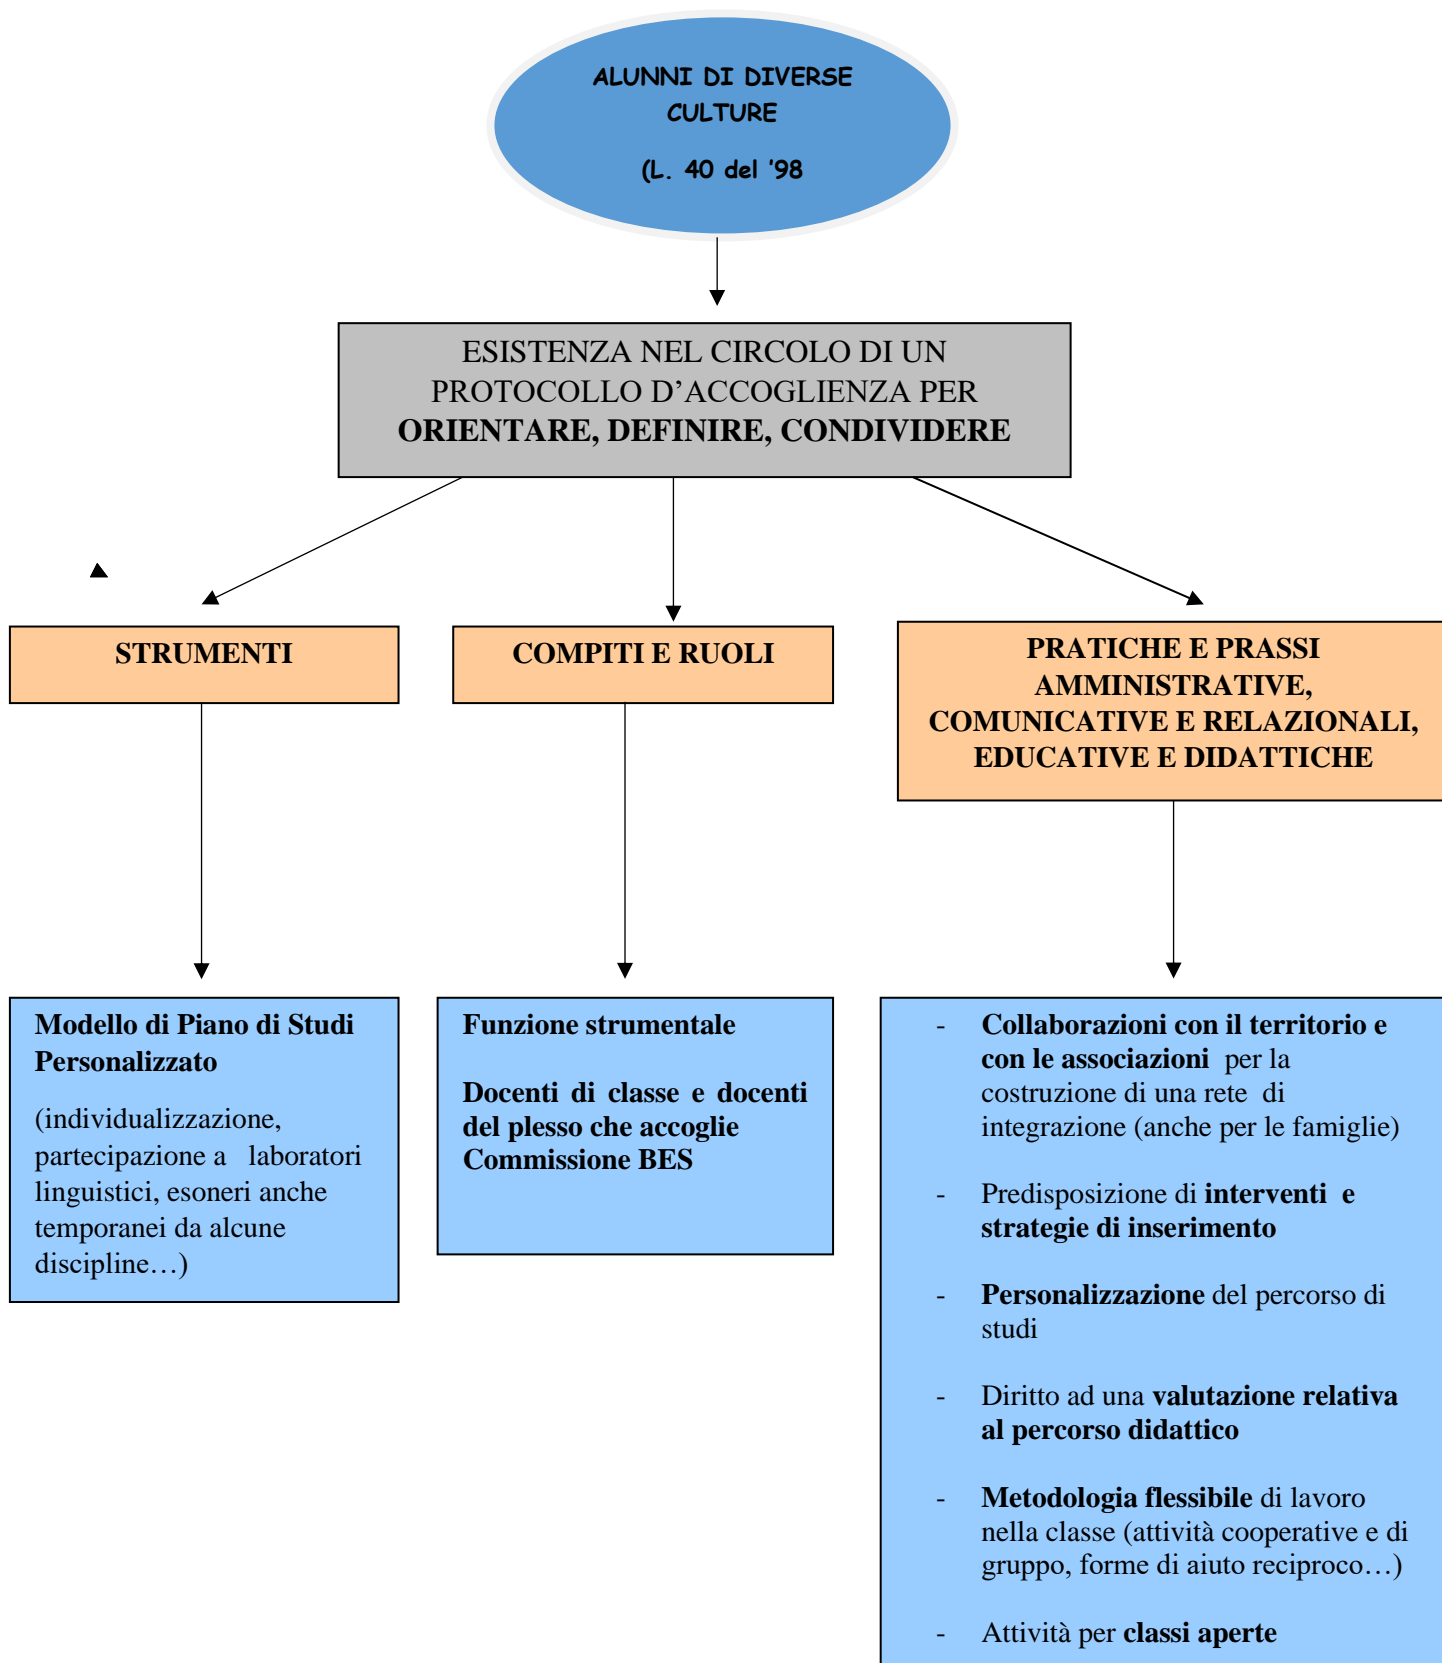 ALUNNI DI DIVERSE
CULTURE
(L. 40 del '98
ESISTENZA NEL CIRCOLO DI UN
PROTOCOLLO D’ACCOGLIENZA PER
ORIENTARE, DEFINIRE, CONDIVIDERE
STRUMENTI
COMPITI E RUOLI
PRATICHE E PRASSI
AMMINISTRATIVE,
COMUNICATIVE E RELAZIONALI,
EDUCATIVE E DIDATTICHE
Modello di Piano di Studi
Personalizzato
(individualizzazione,
partecipazione a laboratori
linguistici, esoneri anche
temporanei da alcune
discipline…)
Funzione strumentale
Docenti di classe e docenti
del plesso che accoglie
Commissione BES
- Collaborazioni con il territorio e
con le associazioni per la
costruzione di una rete di
integrazione (anche per le famiglie)
- Predisposizione di interventi e
strategie di inserimento
- Personalizzazione del percorso di
studi
- Diritto ad una valutazione relativa
al percorso didattico
- Metodologia flessibile di lavoro
nella classe (attività cooperative e di
gruppo, forme di aiuto reciproco…)
- Attività per classi aperte